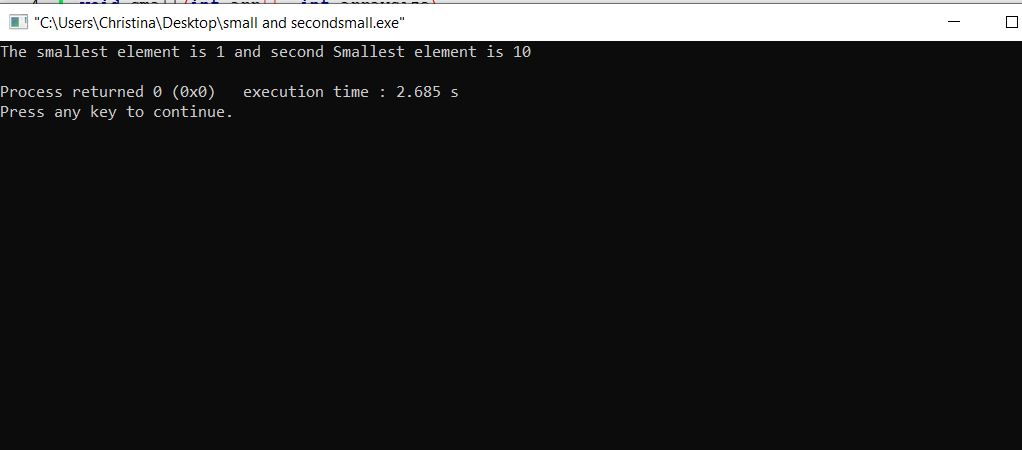 "C:\Users\Christina\Desktop\small and secondsmall.exe"
The smallest element is 1 and second Smallest element is 10
Process returned 0 (0x0)   execution time : 2.685 s
Press any key to continue.